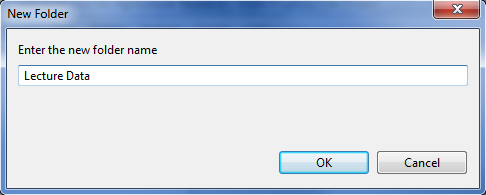 New Folder
Enter the new folder name
Lecture Data
OK
Cancel